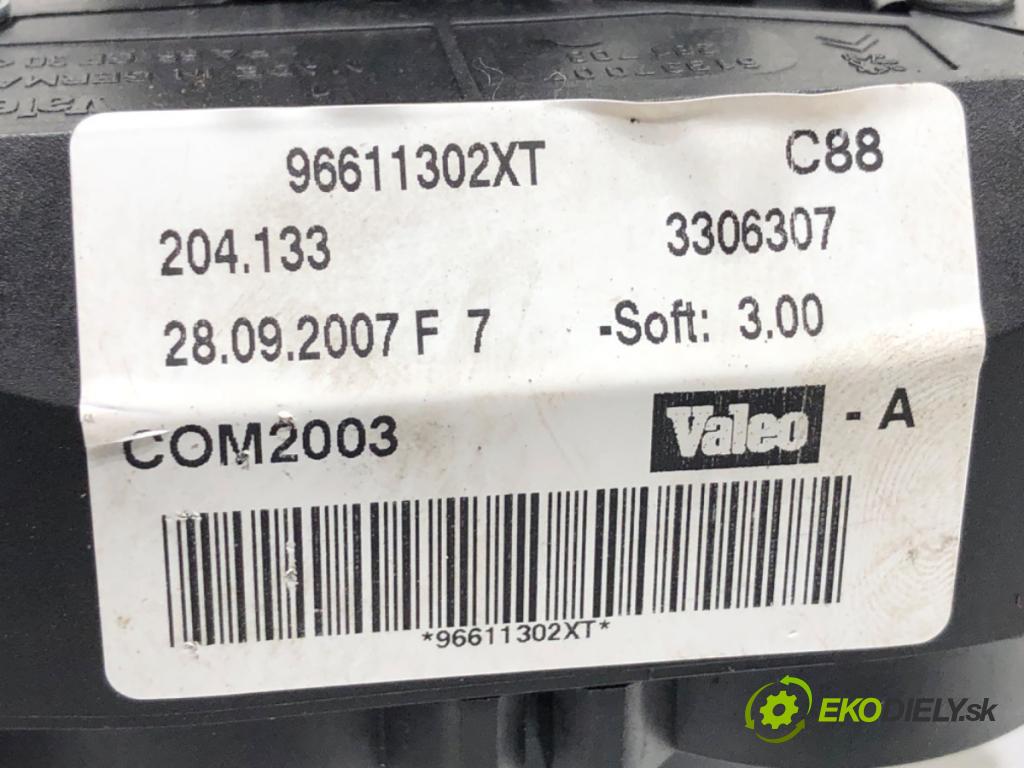 96611302XT C88
204.133 3306307
28.09.2007 F 7 -Soft: 3.00
COM2003 Valeo - A
*96611302XT*
EKODIELY.sk